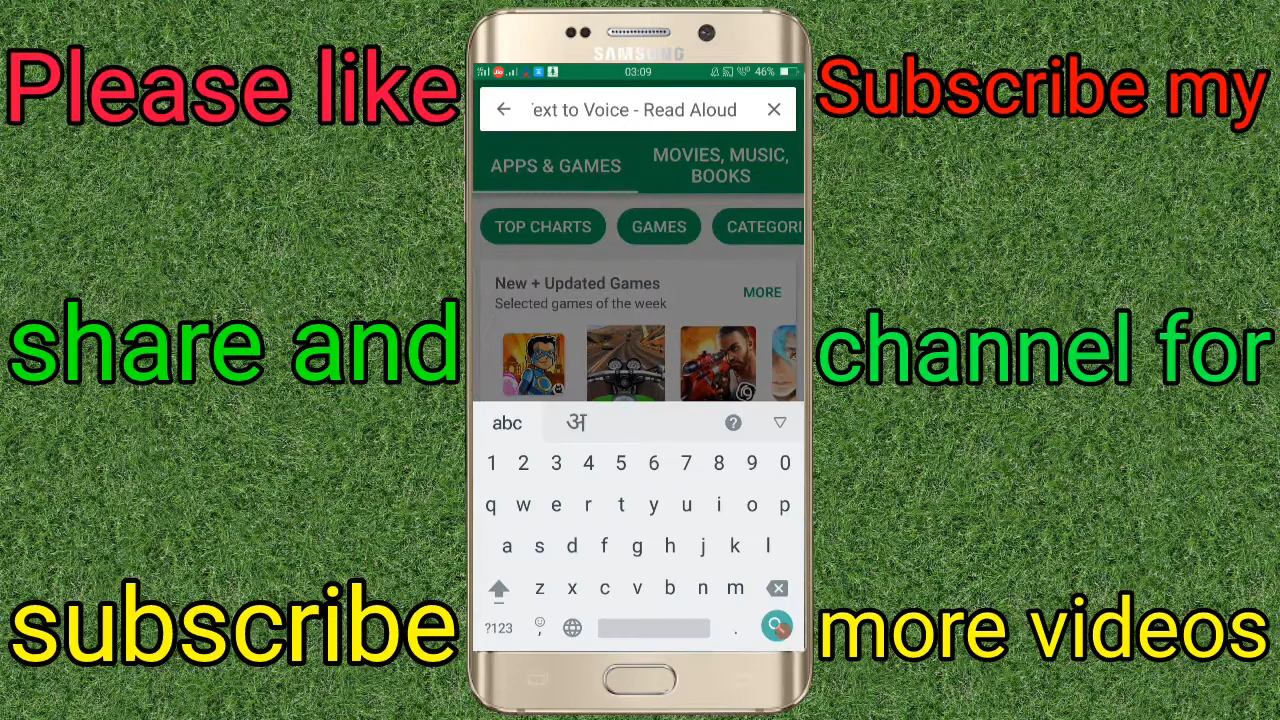 Please like
share and
subscribe
SAMSUNG
03:09
46%
ext to Voice - Read Aloud
APPS & GAMES
MOVIES, MUSIC,
BOOKS
TOP CHARTS
GAMES
CATEGORI
New + Updated Games
Selected games of the week
MORE
abc
अ
1 2 3 4 5 6 7 8 9 0
q w e r t y u i o p
a s d f g h j k l
z x c v b n m
?123 , .
Subscribe my
channel for
more videos